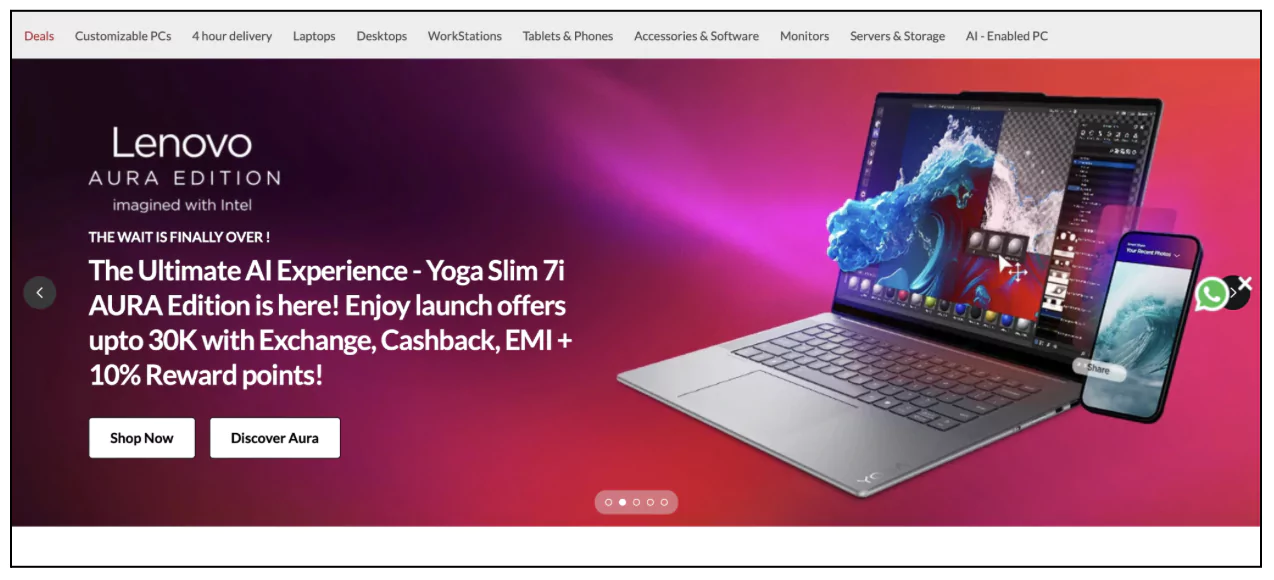 Deals Customizable PCs 4 hour delivery Laptops Desktops WorkStations Tablets & Phones Accessories & Software Monitors Servers & Storage AI - Enabled PC
Lenovo
AURA EDITION
imagined with Intel
THE WAIT IS FINALLY OVER !
The Ultimate AI Experience - Yoga Slim 7i
AURA Edition is here! Enjoy launch offers
upto 30K with Exchange, Cashback, EMI +
10% Reward points!
Shop Now Discover Aura
Your Recent Photos
Share